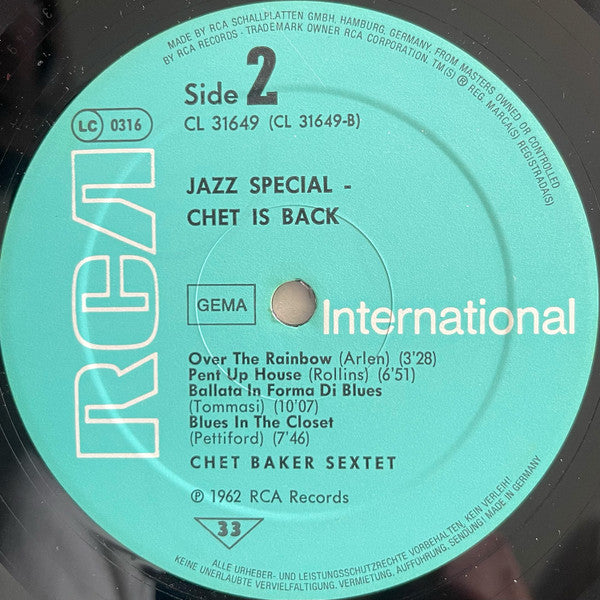 MADE BY RCA SCHALLPLATTEN GMBH, HAMBURG, GERMANY, FROM MASTERS OWNED OR CONTROLLED
BY RCA RECORDS - TRADEMARK OWNER RCA CORPORATION. TM(S) ® REG. MARCA(S) REGISTRADA(S)
Side 2
CL 31649 (CL 31649-B)
LC 0316
JAZZ SPECIAL -
CHET IS BACK
RCA
GEMA
International
Over The Rainbow (Arlen) (3'28)
Pent Up House (Rollins) (6'51)
Ballata In Forma Di Blues
(Tommasi) (10'07)
Blues In The Closet
(Pettiford) (7'46)
CHET BAKER SEXTET
℗ 1962 RCA Records
33
ALLE URHEBER- UND LEISTUNGSSCHUTZRECHTE VORBEHALTEN, KEIN VERLEIH!
KEINE UNERLAUBTE VERVIELFÄLTIGUNG, VERMIETUNG, AUFFÜHRUNG, SENDUNG! MADE IN GERMANY